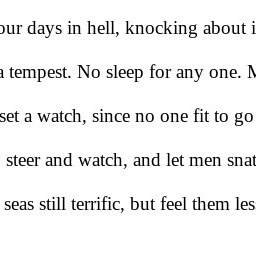 our days in hell, knocking about i
a tempest. No sleep for any one. M
set a watch, since no one fit to go
steer and watch, and let men snat
seas still terrific, but feel them les